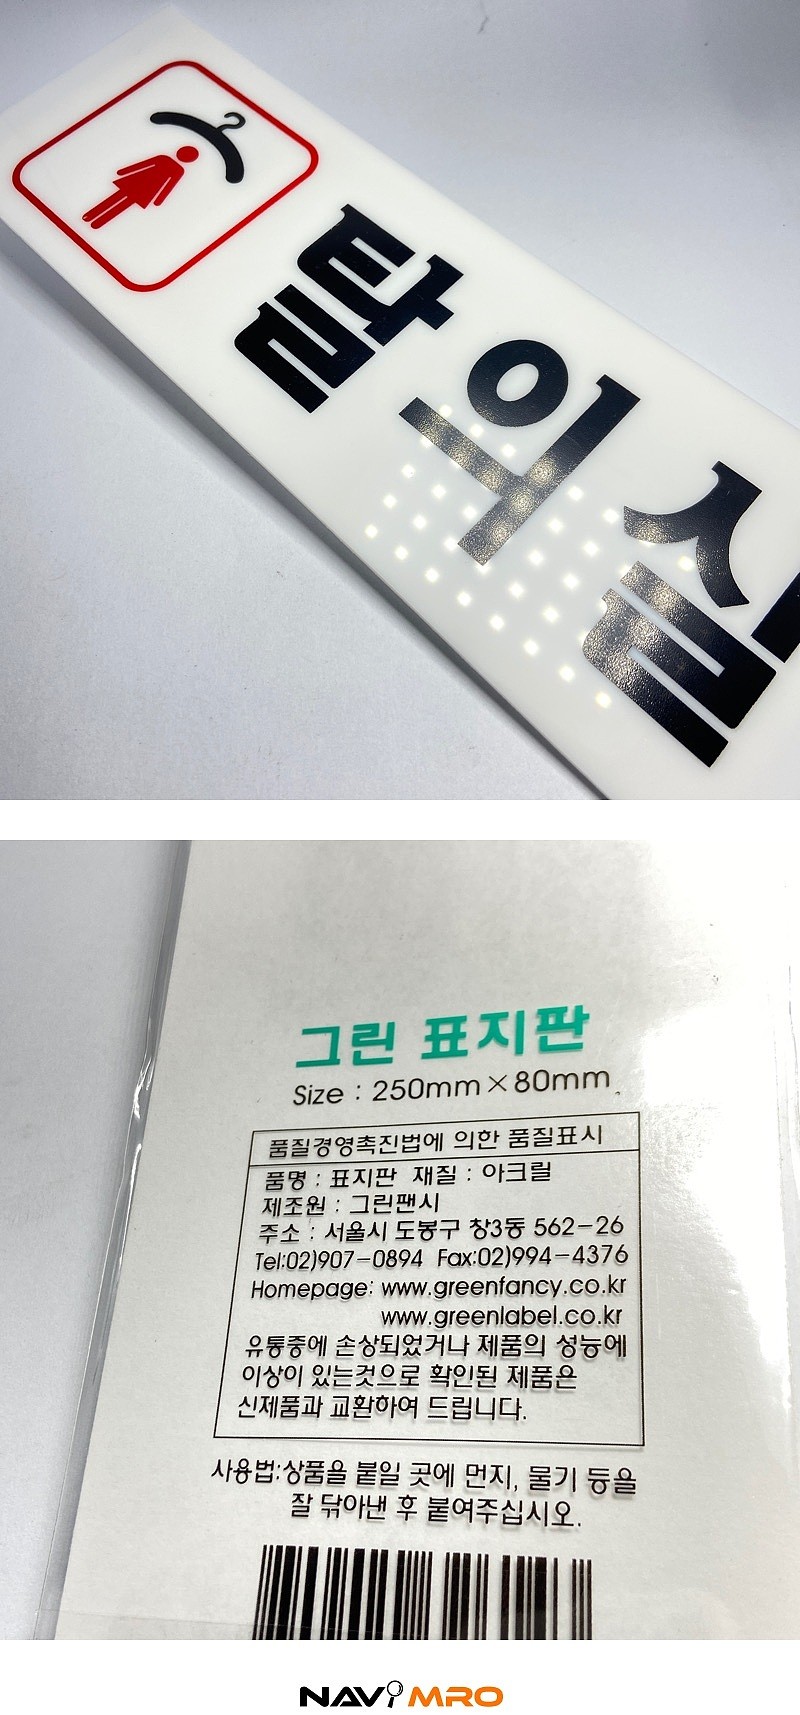 탈의실
그린 표지판
Size : 250mm×80mm
품질경영촉진법에 의한 품질표시
품명 : 표지판 재질 : 아크릴
제조원 : 그린팬시
주소 : 서울시 도봉구 창3동 562-26
Tel:02)907-0894 Fax:02)994-4376
Homepage: www.greenfancy.co.kr
www.greenlabel.co.kr
유통중에 손상되었거나 제품의 성능에
이상이 있는것으로 확인된 제품은
신제품과 교환하여 드립니다.
사용법:상품을 붙일 곳에 먼지, 물기 등을
잘 닦아낸 후 붙여주십시오.
NAVI MRO